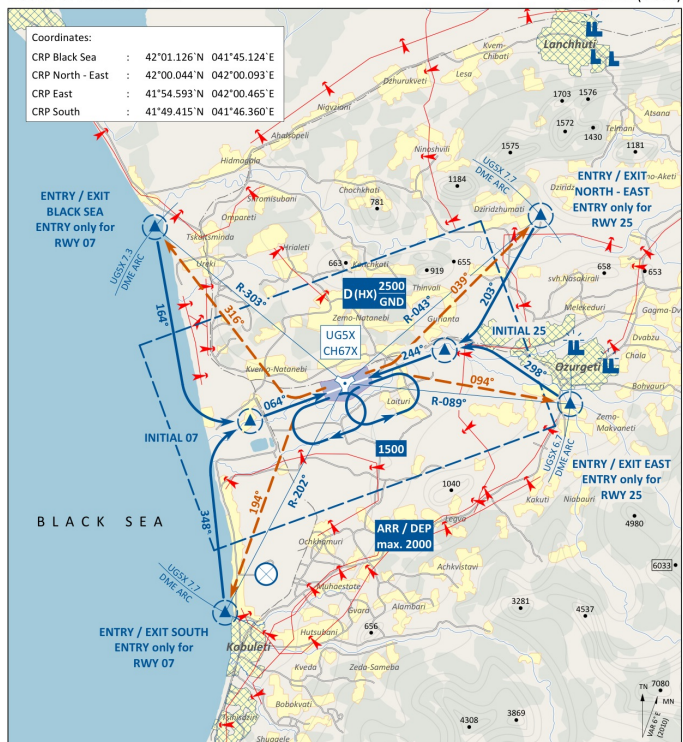 Coordinates:
CRP Black Sea : 42°01.126`N 041°45.124`E
CRP North - East : 42°00.044`N 042°00.093`E
CRP East : 41°54.593`N 042°00.465`E
CRP South : 41°49.415`N 041°46.360`E
Lanchhuti
Kvem-
Chibati
Lesa
Dzhurukveti
Nigvziani
Ahalsopeli
Hidmagala
Ninoshvili
1703
1576
1572
1430
Telmani
Atsana
1575
1181
1184
UGSX 7.7
DME ARC
Dziridzhumati
ENTRY / EXIT
NORTH - EAST
ENTRY only for
RWY 25
ENTRY / EXIT
BLACK SEA
ENTRY only for
RWY 07
UGSX 7.3
DME ARC
Chochkhati
781
Shromisubani
Ompareti
Tskaltsminda
Ureki
Hrialeti
663
Konchkati
919
655
Thinvali
658
653
svh.Nasakirali
Melekeduri
Gagma-Dv
Dvabzu
Chala
Bohvauri
R-303°
316°
164°
D (HX) 2500
GND
R-043°
039°
203°
Zemo-Natanebi
Gurianta
UGSX
CH67X
INITIAL 25
244°
298°
Ozurgeti
Kvemo-Natanebi
064°
Laituri
094°
R-089°
INITIAL 07
Zemo-
Makvaneti
UGSX 6.7
DME ARC
1500
R-202°
194°
348°
ENTRY / EXIT EAST
ENTRY only for
RWY 25
1040
Kakuti
Niabauri
4980
BLACK SEA
ARR / DEP
max. 2000
Legva
Ochkhamuri
Achkvistavi
6033
Muhaestate
UGSX 7.7
DME ARC
Gvara
Alambari
3281
4537
ENTRY / EXIT SOUTH
ENTRY only for
RWY 07
Hutsubani
656
Kobuleti
Kveda
Zeda-Sameba
Bobokvati
Tsihisdziri
Shuagele
4308
3869
7080
TN
MN
VAR 6° E
(2010)